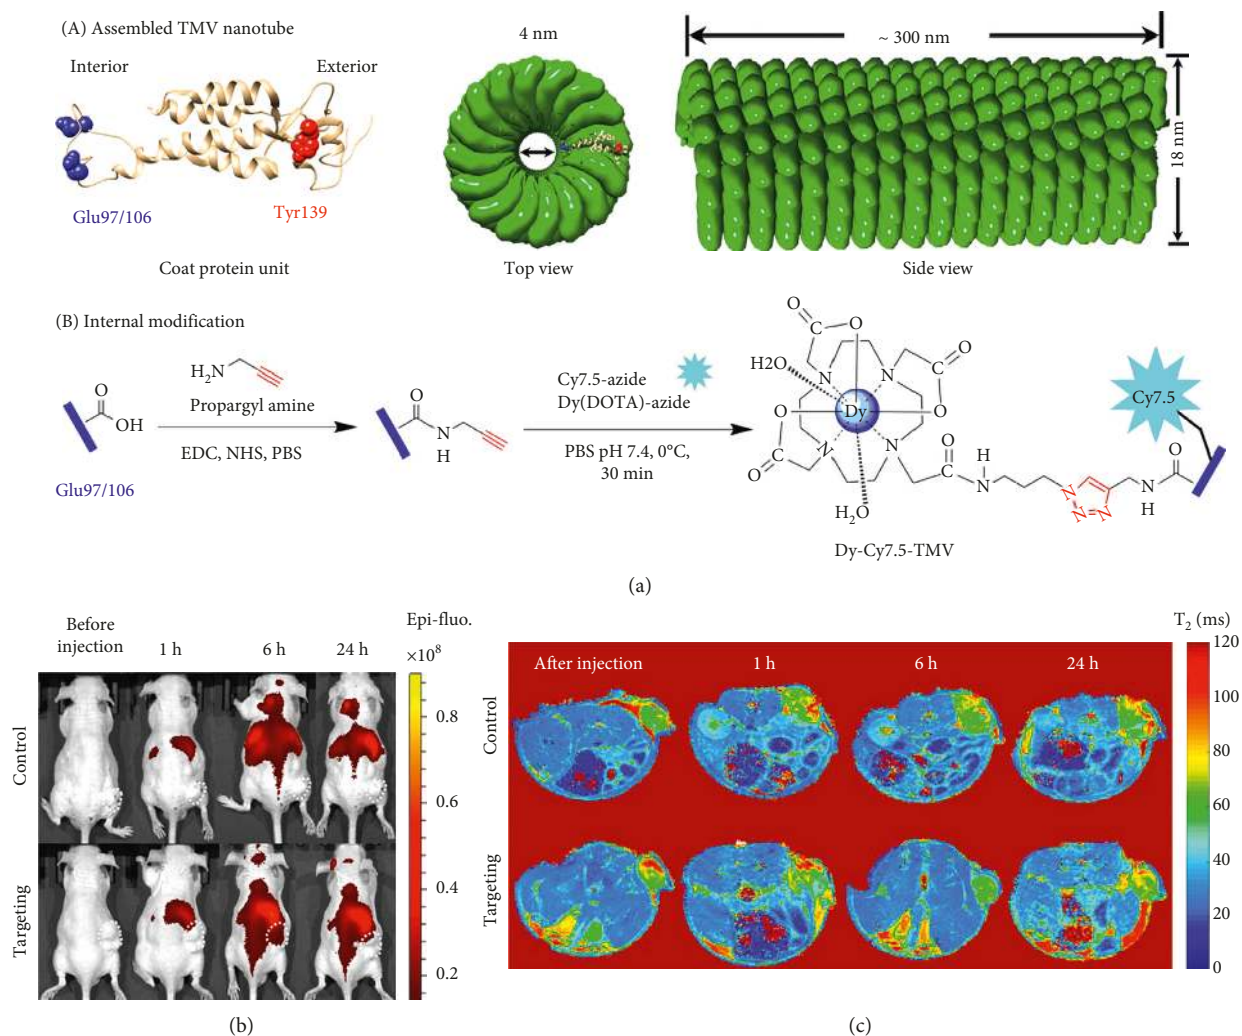 (A) Assembled TMV nanotube
Interior
Exterior
Glu97/106
Tyr139
Coat protein unit
4 nm
Top view
~ 300 nm
18 nm
Side view
(B) Internal modification
O
OH
Glu97/106
H2N
Propargyl amine
EDC, NHS, PBS
O
N
H
Cy7.5-azide
Dy(DOTA)-azide
PBS pH 7.4, 0°C,
30 min
O
O
H2O
N
N
O
O
O
Dy
O
N
N
O
H2O
O
N
H
N
N
N
N
H
O
Cy7.5
Dy-Cy7.5-TMV
(a)
Before
injection
1 h
6 h
24 h
Epi-fluo.
×10⁸
0.8
0.6
0.4
0.2
Control
Targeting
(b)
T2 (ms)
After injection
1 h
6 h
24 h
Control
Targeting
120
100
80
60
40
20
0
(c)